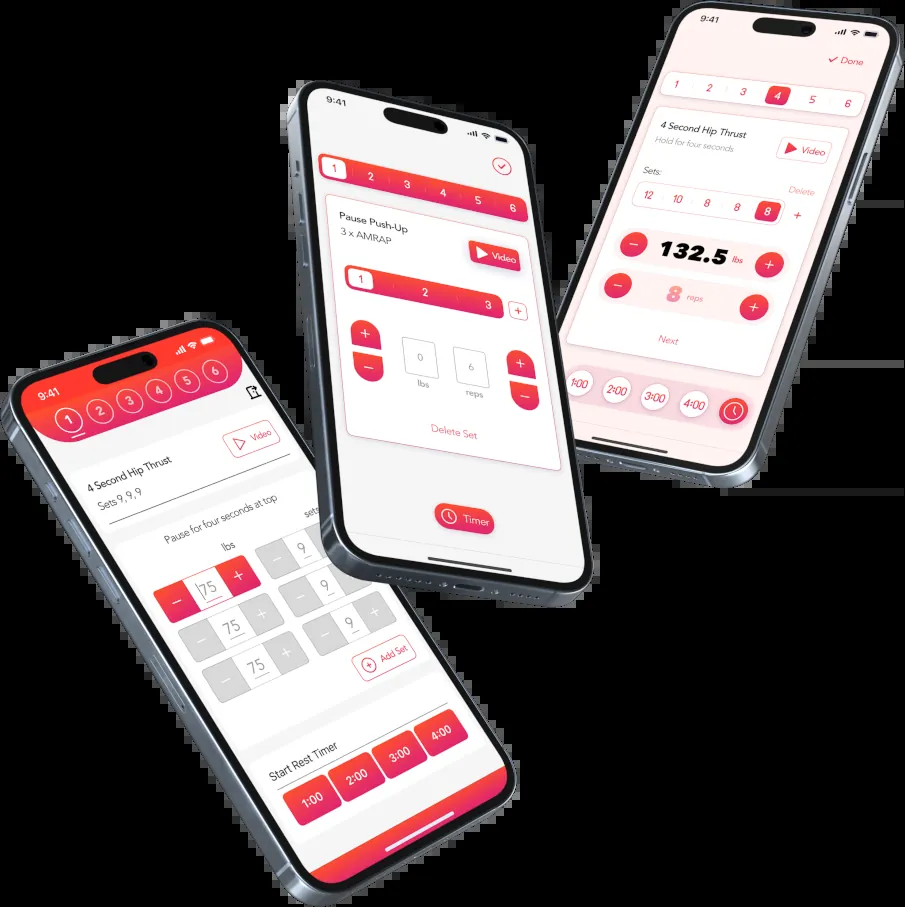 9:41
1 2 3 4 5 6
Video
4 Second Hip Thrust
Sets 9,9,9
Pause for four seconds at top
lbs
sets
− 75 + − 9
− 75 + − 9
− 75 + − 9 +
Add Set
Start Rest Timer
1:00 2:00 3:00 4:00
9:41
1 2 3 4 5 6
Pause Push-Up
3 x AMRAP
Video
1 2 3 +
+ 0 6 +
− −
lbs reps
Delete Set
Timer
9:41
Done
1 2 3 4 5 6
4 Second Hip Thrust
Hold for four seconds
Video
Sets:
Delete
12 10 8 8 8 +
− 132.5 lbs +
− 8 reps +
Next
1:00 2:00 3:00 4:00